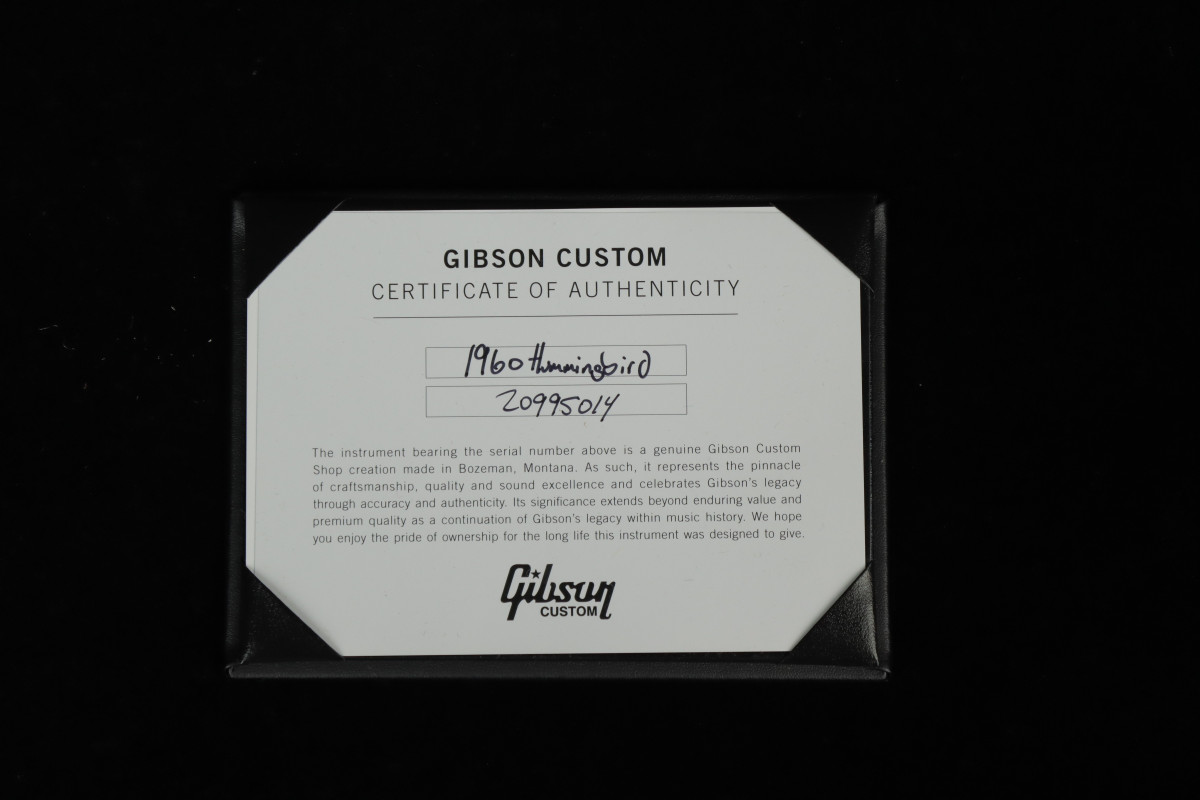 GIBSON CUSTOM
CERTIFICATE OF AUTHENTICITY
1960 Hummingbird
20995014
The instrument bearing the serial number above is a genuine Gibson Custom
Shop creation made in Bozeman, Montana. As such, it represents the pinnacle
of craftsmanship, quality and sound excellence and celebrates Gibson's legacy
through accuracy and authenticity. Its significance extends beyond enduring value and
premium quality as a continuation of Gibson's legacy within music history. We hope
you enjoy the pride of ownership for the long life this instrument was designed to give.
Gibson
CUSTOM